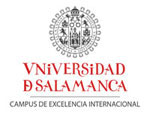 VNiVERSiDAD
D SALAMANCA
CAMPUS DE EXCELENCIA INTERNACIONAL